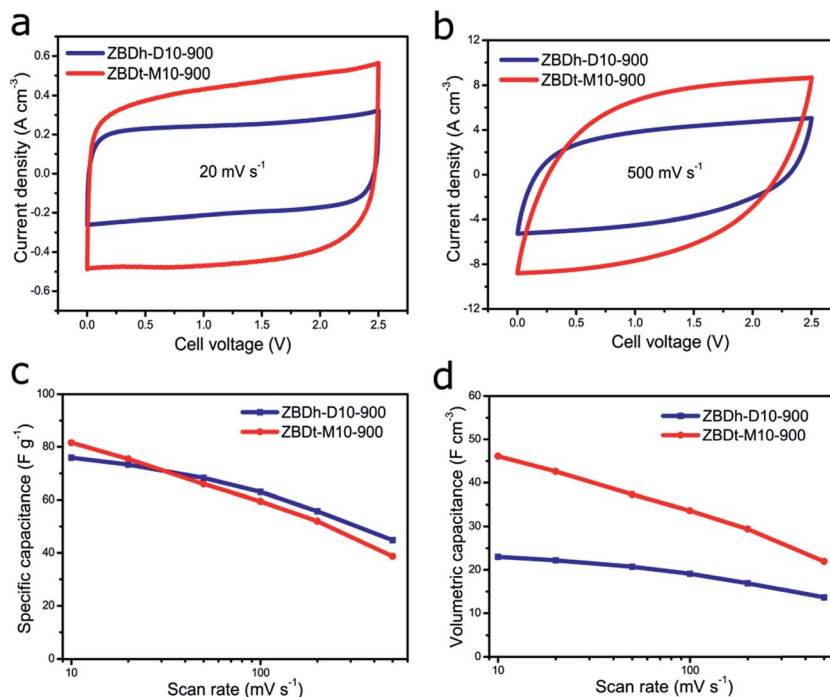 a
ZBDh-D10-900
ZBDt-M10-900
0.6
0.4
0.2
0.0
-0.2
-0.4
-0.6
Current density (A cm⁻³)
20 mV s⁻¹
0.0 0.5 1.0 1.5 2.0 2.5
Cell voltage (V)
b
ZBDh-D10-900
ZBDt-M10-900
12
8
4
0
-4
-8
-12
Current density (A cm⁻³)
500 mV s⁻¹
0.0 0.5 1.0 1.5 2.0 2.5
Cell voltage (V)
c
ZBDh-D10-900
ZBDt-M10-900
100
80
60
40
20
0
Specific capacitance (F g⁻¹)
10 100
Scan rate (mV s⁻¹)
d
ZBDh-D10-900
ZBDt-M10-900
60
50
40
30
20
10
0
Volumetric capacitance (F cm⁻³)
10 100
Scan rate (mV s⁻¹)